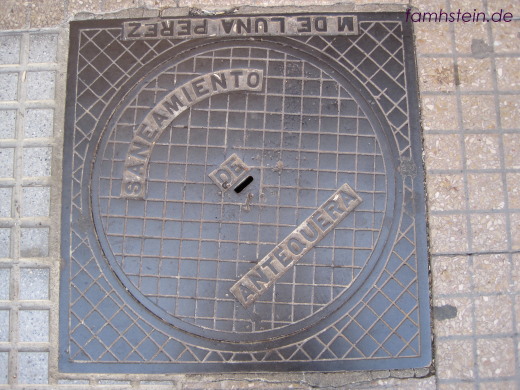 famhstein.de
M DE LUNA PEREZ
SANEAMIENTO
DE
ANTEQUERA